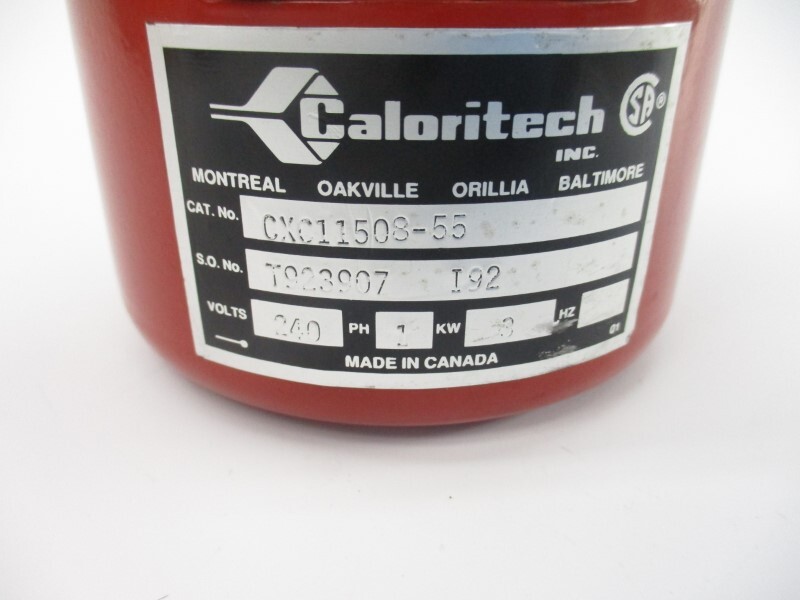 Caloritech
INC.
CSA®
MONTREAL OAKVILLE ORILLIA BALTIMORE
CAT. No. CXC11508-55
S.O. No. T923907 I92
VOLTS 240 PH 1 KW HZ
MADE IN CANADA